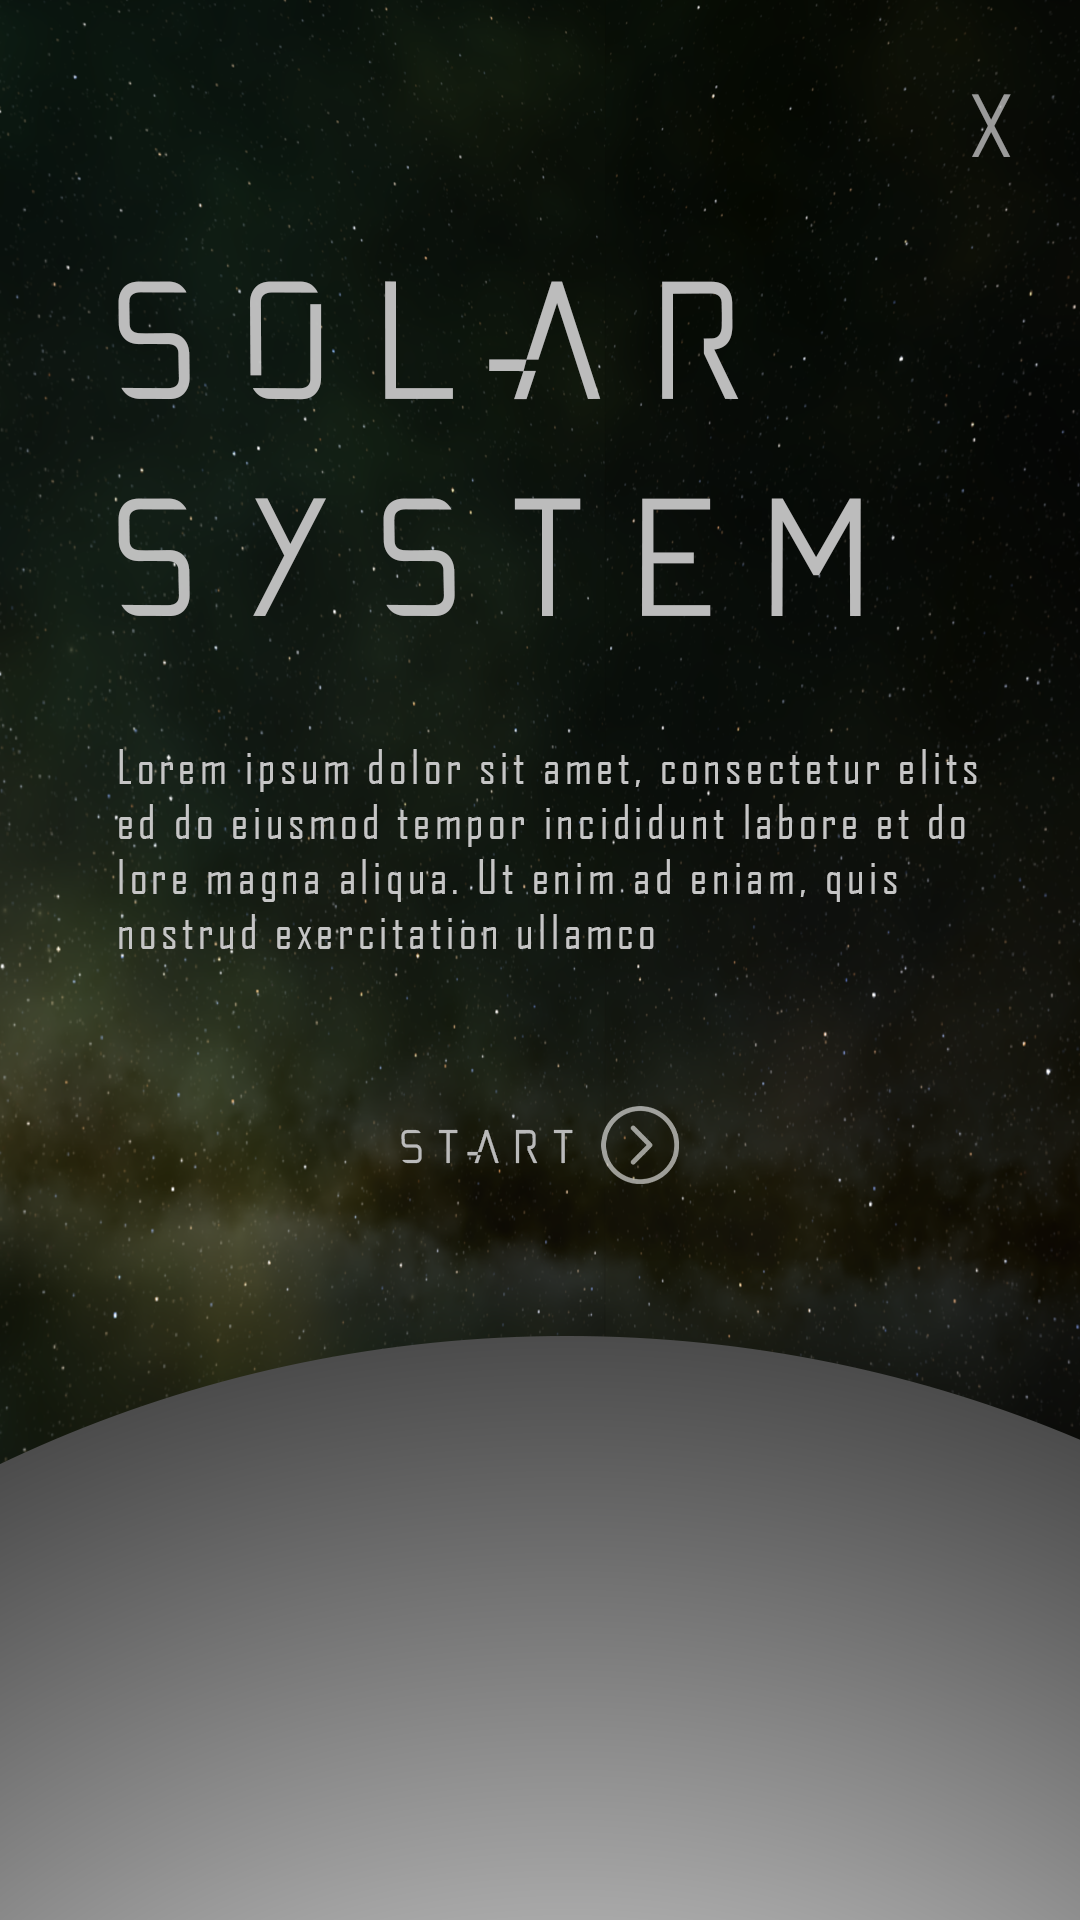 X
SOLAR
SYSTEM
Lorem ipsum dolor sit amet, consectetur elits
ed do eiusmod tempor incididunt labore et do
lore magna aliqua. Ut enim ad eniam, quis
nostrud exercitation ullamco
START